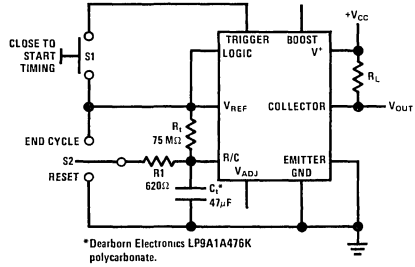 +VCC
CLOSE TO
START
TIMING
S1
TRIGGER
BOOST
LOGIC
V+
RL
VREF
COLLECTOR
VOUT
END CYCLE
Rt
75 MΩ
S2
R1
620Ω
R/C
EMITTER
RESET
Ct*
47μF
VADJ
GND
*Dearborn Electronics LP9A1A476K
polycarbonate.